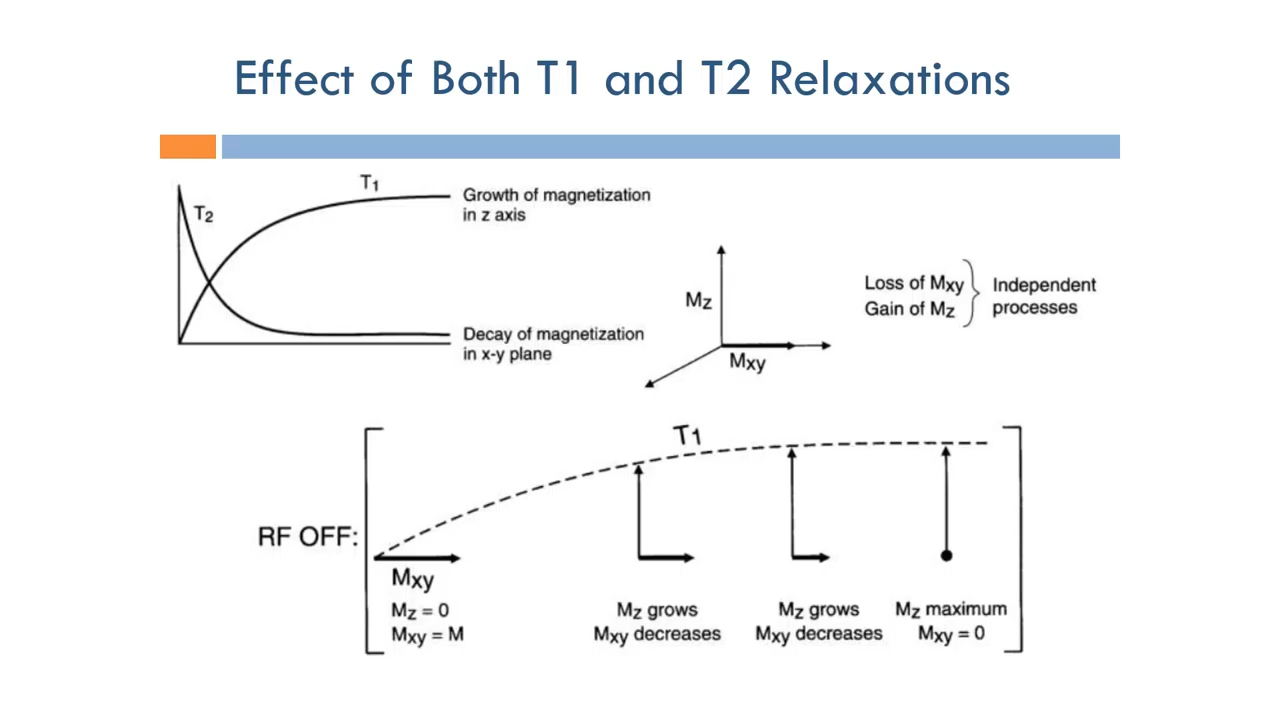 Effect of Both T1 and T2 Relaxations
T1
T2
Growth of magnetization
in z axis
Decay of magnetization
in x-y plane
Mz
Mxy
Loss of Mxy
Gain of Mz
Independent
processes
T1
RF OFF:
Mxy
Mz = 0
Mxy = M
Mz grows
Mxy decreases
Mz grows
Mxy decreases
Mz maximum
Mxy = 0